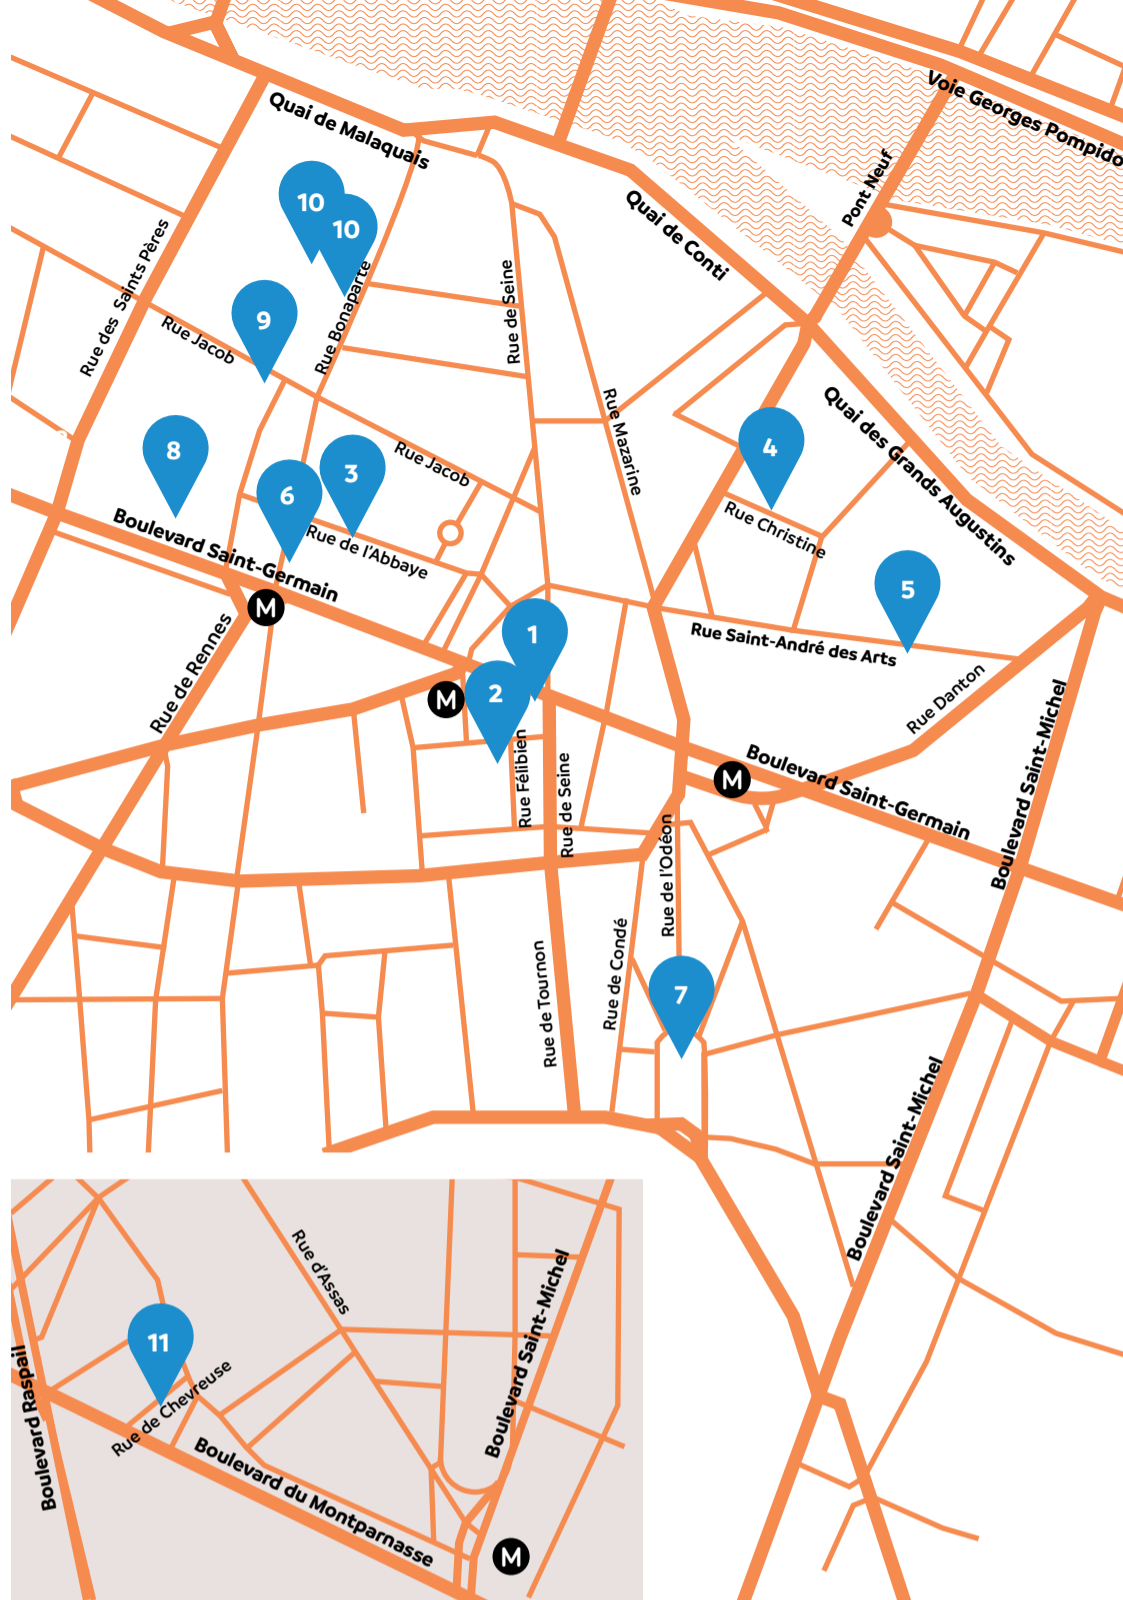 Voie Georges Pompido
Quai de Malaquais
Pont Neuf
10
10
Quai de Conti
Rue des Saints Pères
Rue de Seine
Rue Bonaparte
9
Rue Jacob
Quai des Grands Augustins
Rue Mazarine
8
4
Rue Jacob
3
6
Rue Christine
Boulevard Saint-Germain
Rue de l'Abbaye
5
M
1
Rue Saint-André des Arts
Rue de Rennes
M
2
Rue Danton
Boulevard Saint-Michel
Rue Félibien
Rue de Seine
M
Boulevard Saint-Germain
Rue de l'Odéon
Rue de Condé
Rue de Tournon
7
Boulevard Saint-Michel
Rue d'Assas
Boulevard Saint-Michel
11
Boulevard Raspail
Rue de Chevreuse
Boulevard du Montparnasse
M